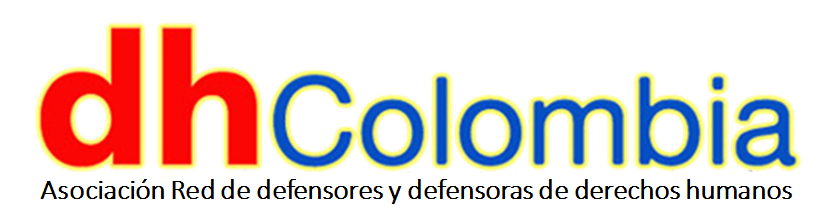 dhColombia
Asociación Red de defensores y defensoras de derechos humanos